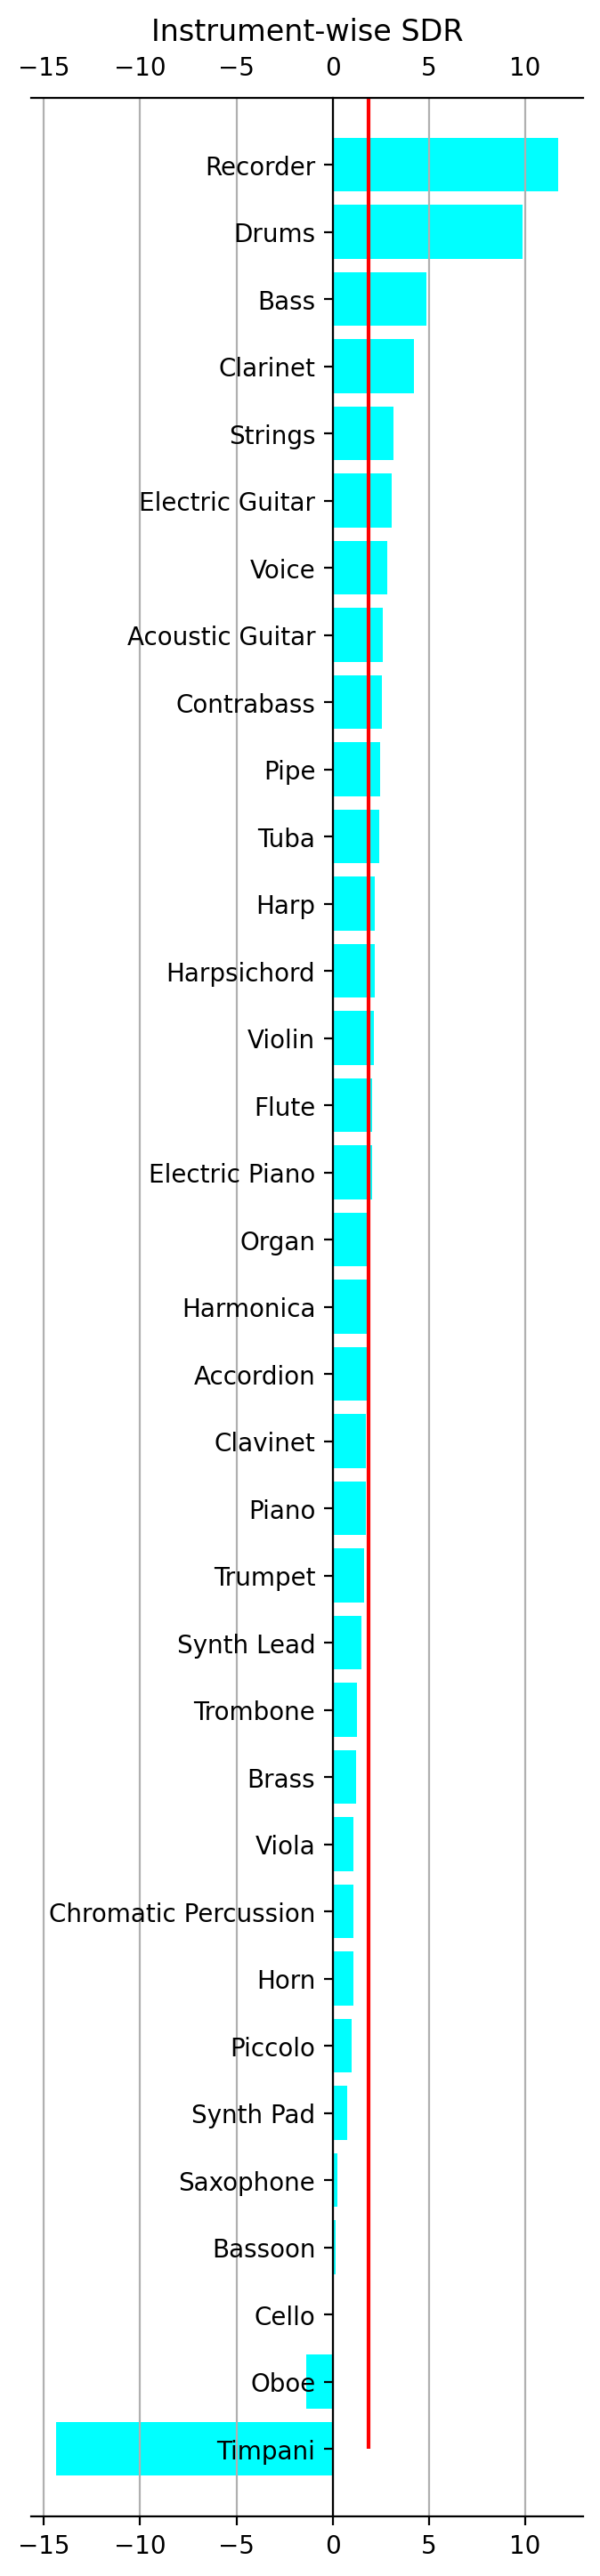 Instrument-wise SDR
−15 −10 −5 0 5 10
Recorder
Drums
Bass
Clarinet
Strings
Electric Guitar
Voice
Acoustic Guitar
Contrabass
Pipe
Tuba
Harp
Harpsichord
Violin
Flute
Electric Piano
Organ
Harmonica
Accordion
Clavinet
Piano
Trumpet
Synth Lead
Trombone
Brass
Viola
Chromatic Percussion
Horn
Piccolo
Synth Pad
Saxophone
Bassoon
Cello
Oboe
Timpani
−15 −10 −5 0 5 10